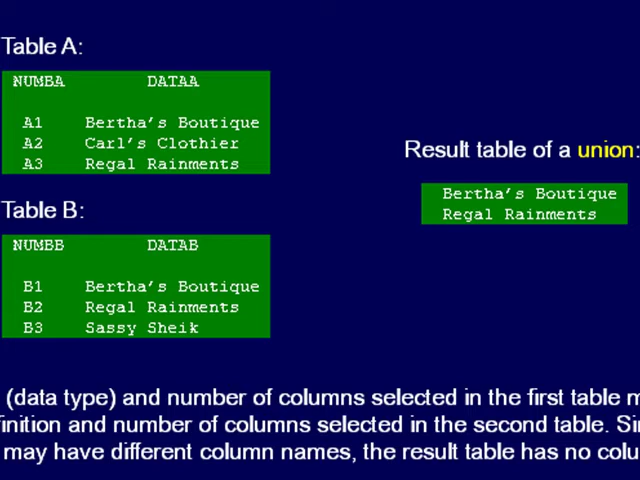 Table A:
NUMBA DATAA
A1 Bertha's Boutique
A2 Carl's Clothier
A3 Regal Rainments
Result table of a union:
Bertha's Boutique
Regal Rainments
Table B:
NUMBB DATAB
B1 Bertha's Boutique
B2 Regal Rainments
B3 Sassy Sheik
(data type) and number of columns selected in the first table
and number of columns selected in the second table.
may have different column names, the result table has no